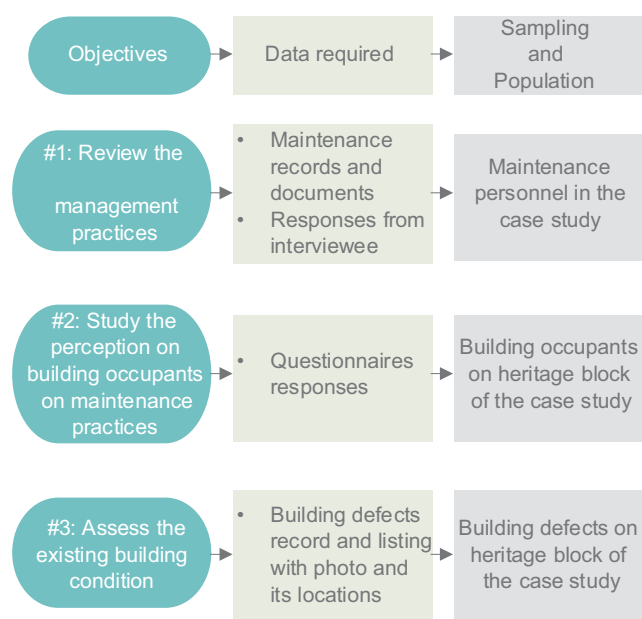 Objectives
Data required
Sampling
and
Population
#1: Review the
management
practices
• Maintenance
records and
documents
• Responses from
interviewee
Maintenance
personnel in the
case study
#2: Study the
perception on
building occupants
on maintenance
practices
• Questionnaires
responses
Building occupants
on heritage block
of the case study
#3: Assess the
existing building
condition
• Building defects
record and listing
with photo and
its locations
Building defects on
heritage block of
the case study